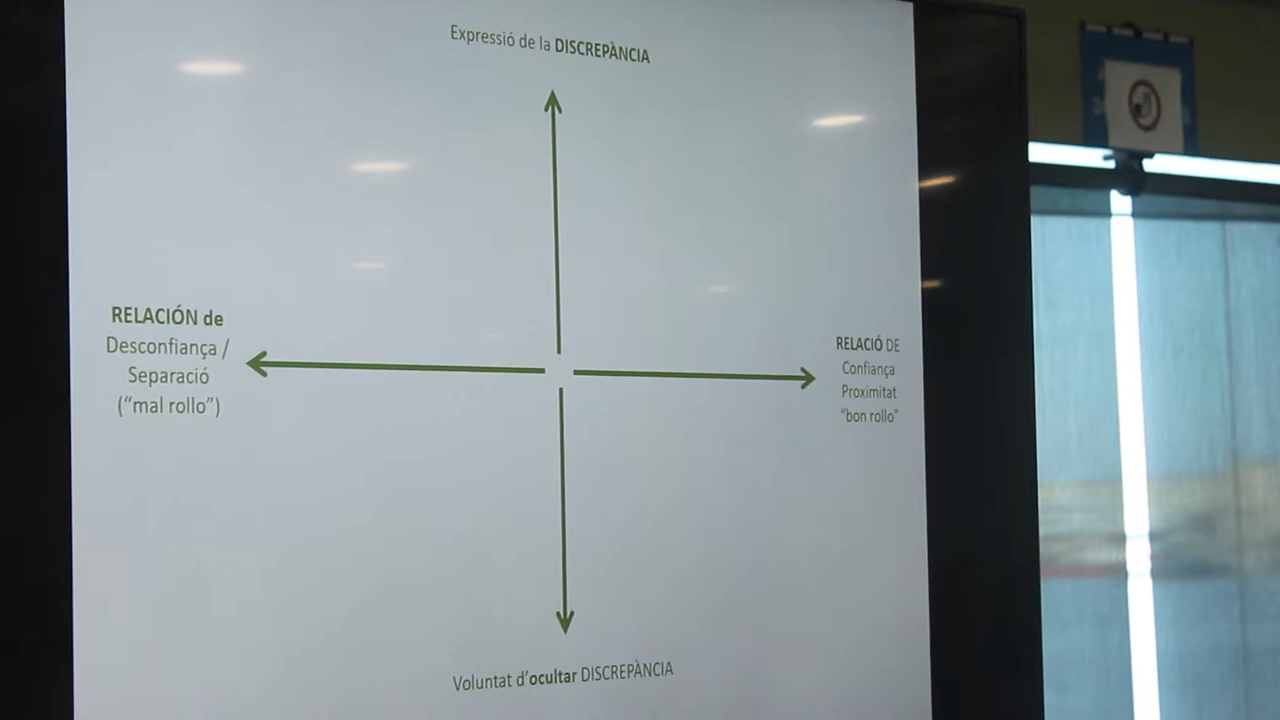 Expressió de la DISCREPÀNCIA
RELACIÓN de
Desconfiança /
Separació
(“mal rollo”)
RELACIÓ DE
Confiança
Proximitat
“bon rollo”
Voluntat d’ocultar DISCREPÀNCIA